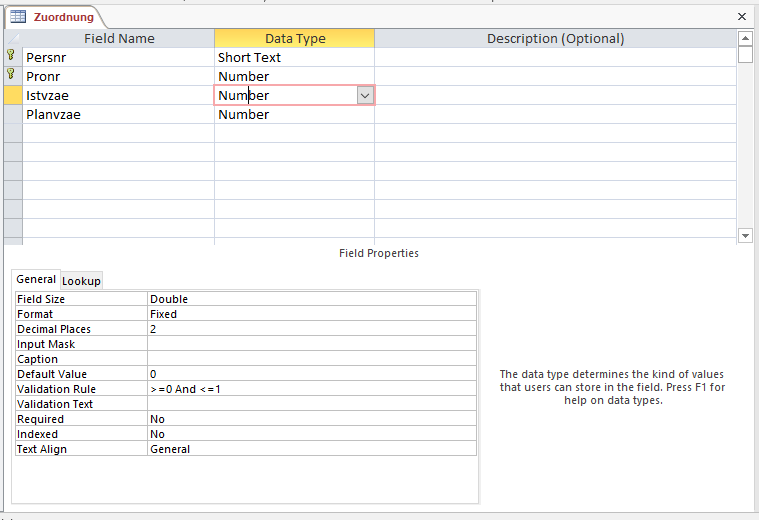 Zuordnung
Field Name Data Type Description (Optional)
Persnr Short Text
Pronr Number
Istvzae Number
Planvzae Number
Field Properties
General Lookup
Field Size Double
Format Fixed
Decimal Places 2
Input Mask
Caption
Default Value 0
Validation Rule >=0 And <=1
Validation Text
Required No
Indexed No
Text Align General
The data type determines the kind of values
that users can store in the field. Press F1 for
help on data types.